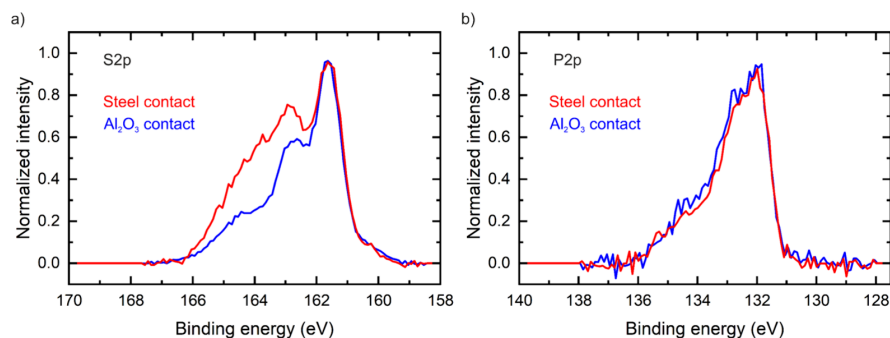 a)
S2p
Steel contact
Al₂O₃ contact
Normalized intensity
1.0
0.8
0.6
0.4
0.2
0.0
170 168 166 164 162 160 158
Binding energy (eV)
b)
P2p
Steel contact
Al₂O₃ contact
Normalized intensity
1.0
0.8
0.6
0.4
0.2
0.0
140 138 136 134 132 130 128
Binding energy (eV)